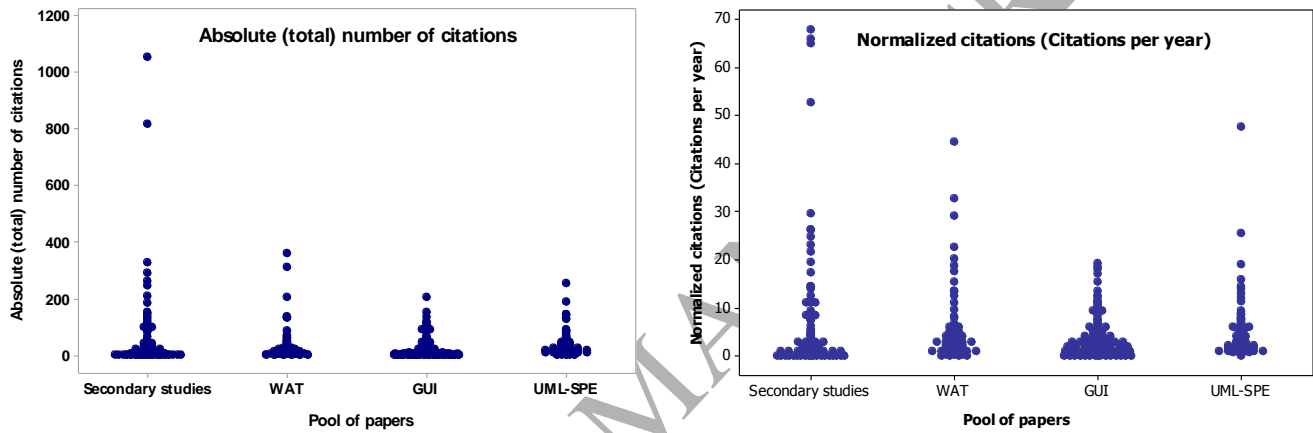 Absolute (total) number of citations
Absolute (total) number of citations
1200
1000
800
600
400
200
0
Secondary studies WAT GUI UML-SPE
Pool of papers
Normalized citations (Citations per year)
Normalized citations (Citations per year)
70
60
50
40
30
20
10
0
Secondary studies WAT GUI UML-SPE
Pool of papers
MA